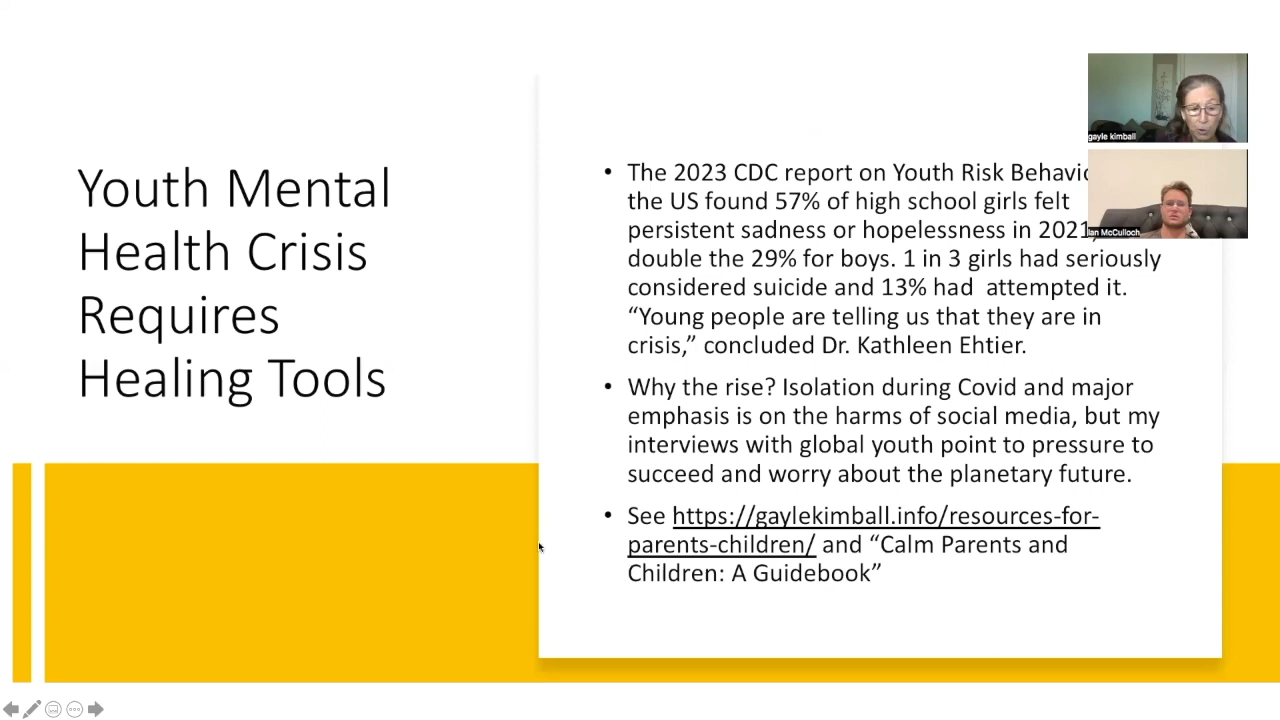 Youth Mental
Health Crisis
Requires
Healing Tools
• The 2023 CDC report on Youth Risk
the US found 57% of high school girls felt
persistent sadness or hopelessness in 2021,
double the 29% for boys. 1 in 3 girls had seriously
considered suicide and 13% had attempted it.
“Young people are telling us that they are in
crisis,” concluded Dr. Kathleen Ehtier.
• Why the rise? Isolation during Covid and major
emphasis is on the harms of social media, but my
interviews with global youth point to pressure to
succeed and worry about the planetary future.
• See https://gaylekimball.info/resources-for-
parents-children/ and “Calm Parents and
Children: A Guidebook”
gayle kimball
Ian McCulloch